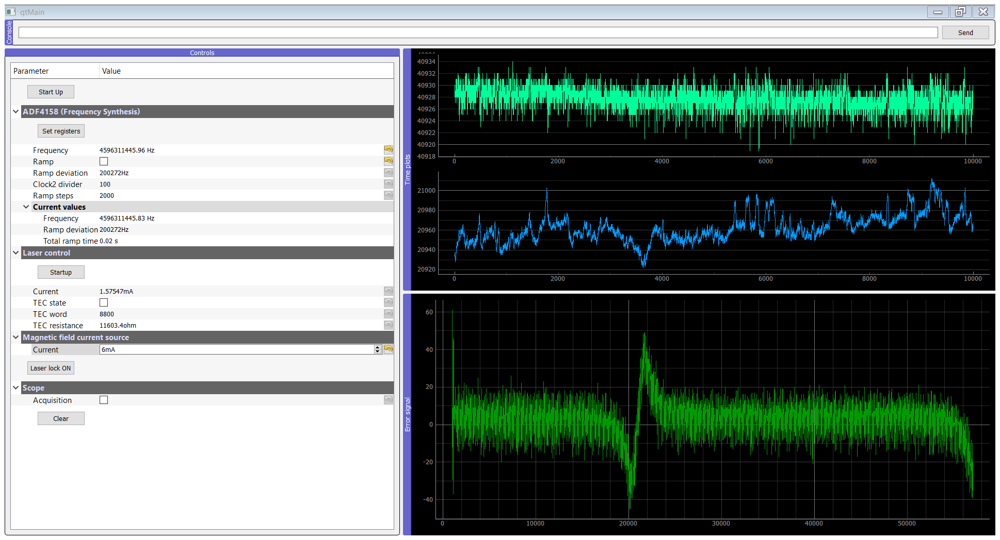 qtMain
Console
Send
Controls
Parameter Value
Start Up
ADF4158 (Frequency Synthesis)
Set registers
Frequency 4596311445.96 Hz
Ramp
Ramp deviation 200272Hz
Clock2 divider 100
Ramp steps 2000
Current values
Frequency 4596311445.83 Hz
Ramp deviation 200272Hz
Total ramp time 0.02 s
Laser control
Startup
Current 1.57547mA
TEC state
TEC word 8800
TEC resistance 11603.4ohm
Magnetic field current source
Current 6mA
Laser lock ON
Scope
Acquisition
Clear
Time plots
40934
40932
40930
40928
40926
40924
40922
40920
40918
0 2000 4000 6000 8000 10000
21000
20980
20960
20940
20920
0 2000 4000 6000 8000 10000
Error signal
60
40
20
0
-20
-40
0 10000 20000 30000 40000 50000